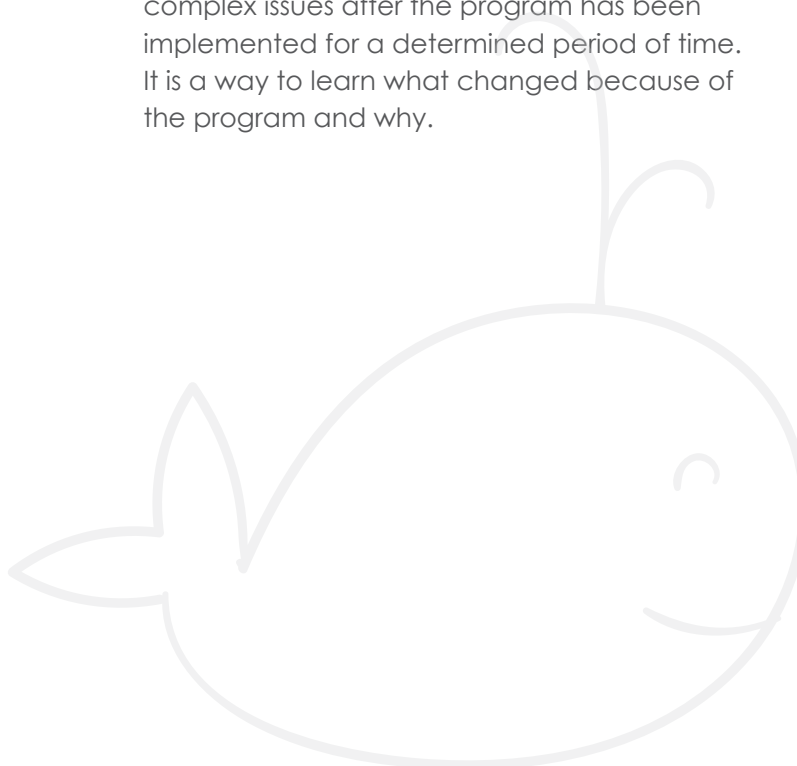 complex issues after the program has been
implemented for a determined period of time.
It is a way to learn what changed because of
the program and why.